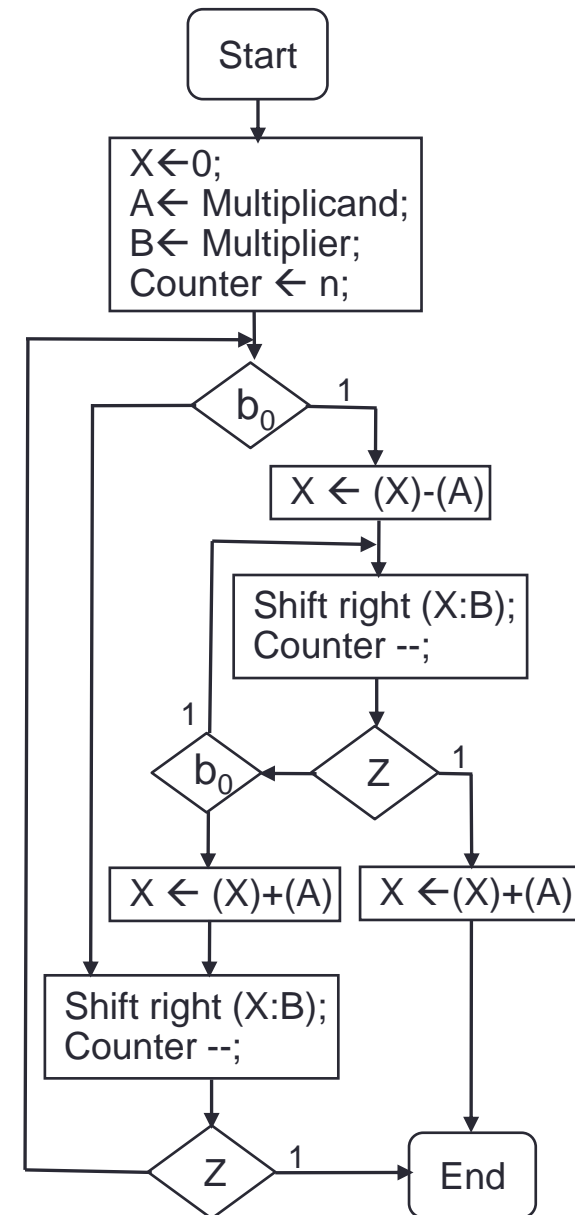 Start
X←0;
A← Multiplicand;
B← Multiplier;
Counter ← n;
b₀
1
X ← (X)-(A)
Shift right (X:B);
Counter --;
1
b₀
Z
1
X ← (X)+(A)
X ←(X)+(A)
Shift right (X:B);
Counter --;
Z
1
End